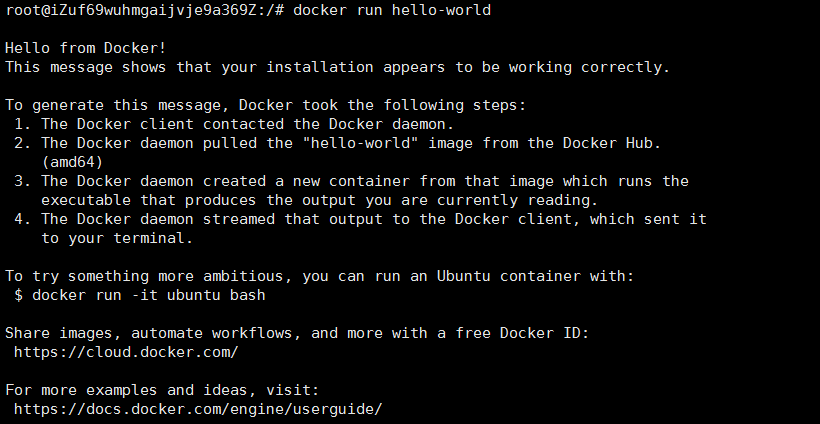 root@iZuf69wuhmgaijvje9a369Z:/# docker run hello-world
Hello from Docker!
This message shows that your installation appears to be working correctly.
To generate this message, Docker took the following steps:
1. The Docker client contacted the Docker daemon.
2. The Docker daemon pulled the "hello-world" image from the Docker Hub.
(amd64)
3. The Docker daemon created a new container from that image which runs the
executable that produces the output you are currently reading.
4. The Docker daemon streamed that output to the Docker client, which sent it
to your terminal.
To try something more ambitious, you can run an Ubuntu container with:
$ docker run -it ubuntu bash
Share images, automate workflows, and more with a free Docker ID:
https://cloud.docker.com/
For more examples and ideas, visit:
https://docs.docker.com/engine/userguide/